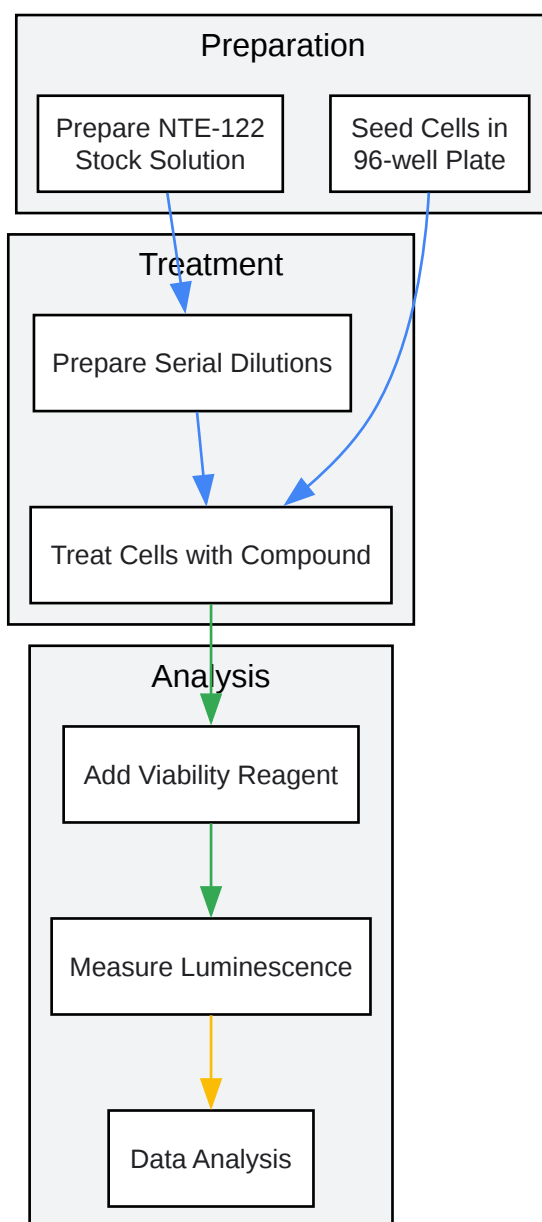 Preparation
Prepare NTE-122
Stock Solution
Seed Cells in
96-well Plate
Treatment
Prepare Serial Dilutions
Treat Cells with Compound
Analysis
Add Viability Reagent
Measure Luminescence
Data Analysis